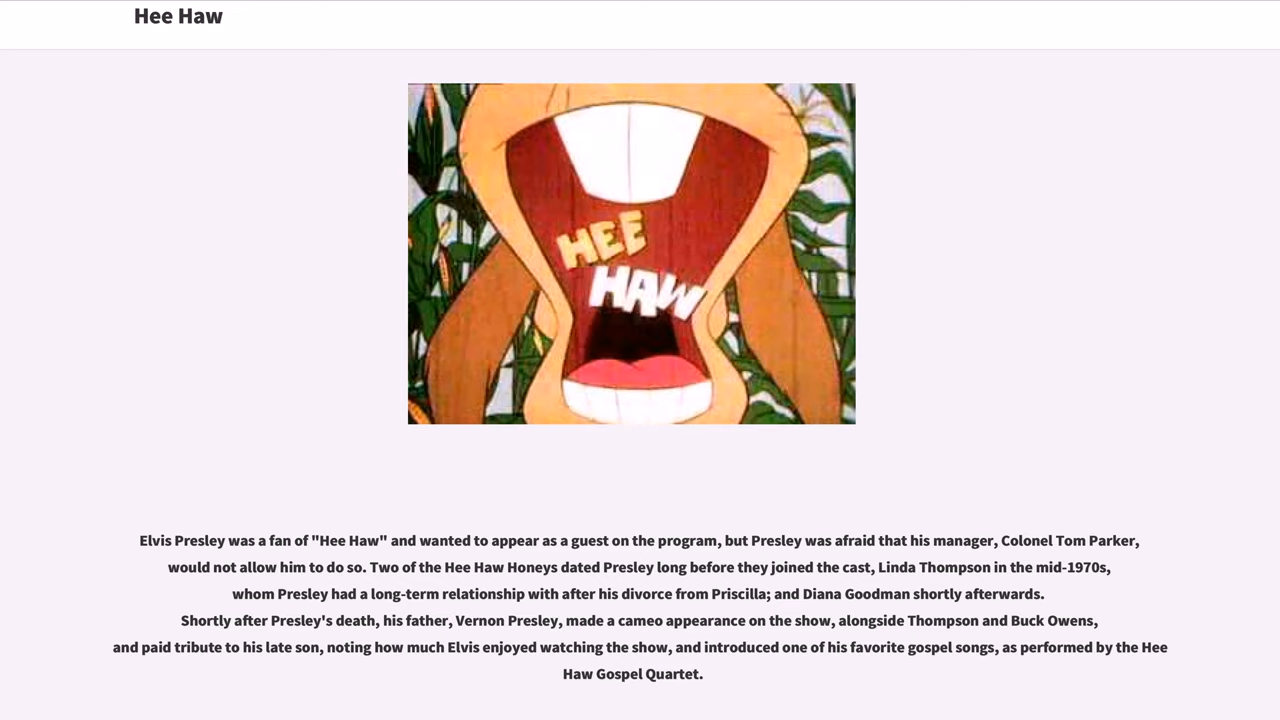 Hee Haw
HEE
HAW
Elvis Presley was a fan of "Hee Haw" and wanted to appear as a guest on the program, but Presley was afraid that his manager, Colonel Tom Parker,
would not allow him to do so. Two of the Hee Haw Honeys dated Presley long before they joined the cast, Linda Thompson in the mid-1970s,
whom Presley had a long-term relationship with after his divorce from Priscilla; and Diana Goodman shortly afterwards.
Shortly after Presley's death, his father, Vernon Presley, made a cameo appearance on the show, alongside Thompson and Buck Owens,
and paid tribute to his late son, noting how much Elvis enjoyed watching the show, and introduced one of his favorite gospel songs, as performed by the Hee
Haw Gospel Quartet.